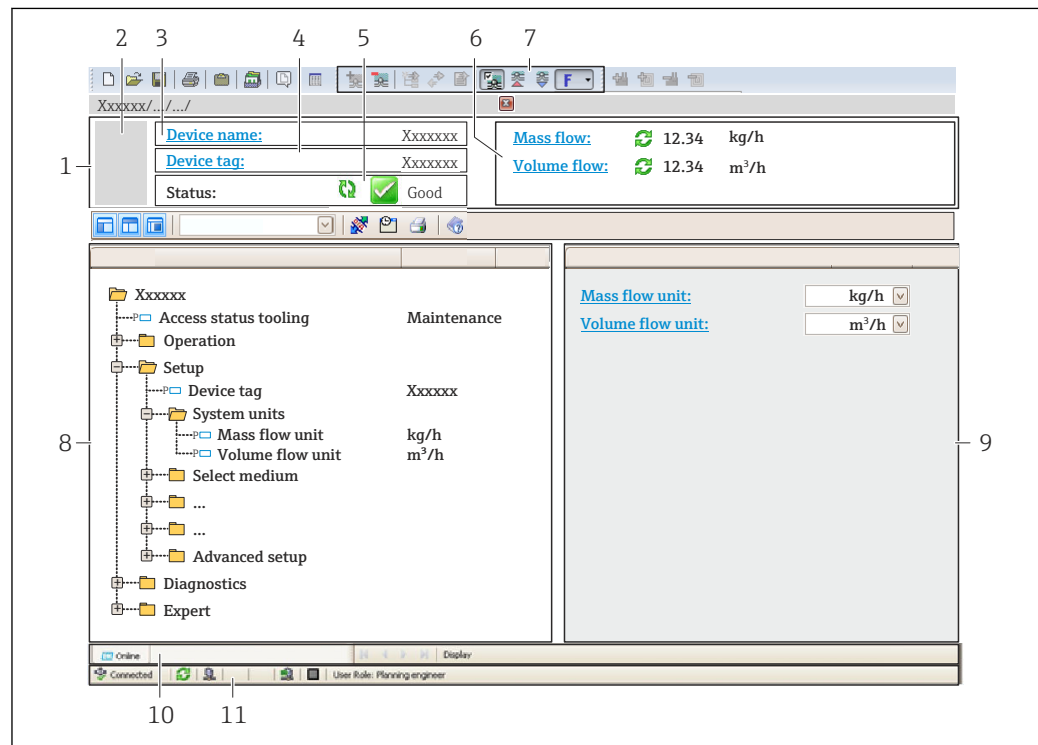 2 3 4 5 6 7
F
Xxxxxx/.../.../
1
Device name: Xxxxxxx
Device tag: Xxxxxxx
Status: Good
Mass flow: 12.34 kg/h
Volume flow: 12.34 m³/h
Xxxxxx
P Access status tooling Maintenance
Operation
Setup
P Device tag Xxxxxx
System units
P Mass flow unit kg/h
P Volume flow unit m³/h
Select medium
...
...
Advanced setup
Diagnostics
Expert
8
Mass flow unit: kg/h
Volume flow unit: m³/h
9
Online Display
Connected User Role: Planning engineer
10 11